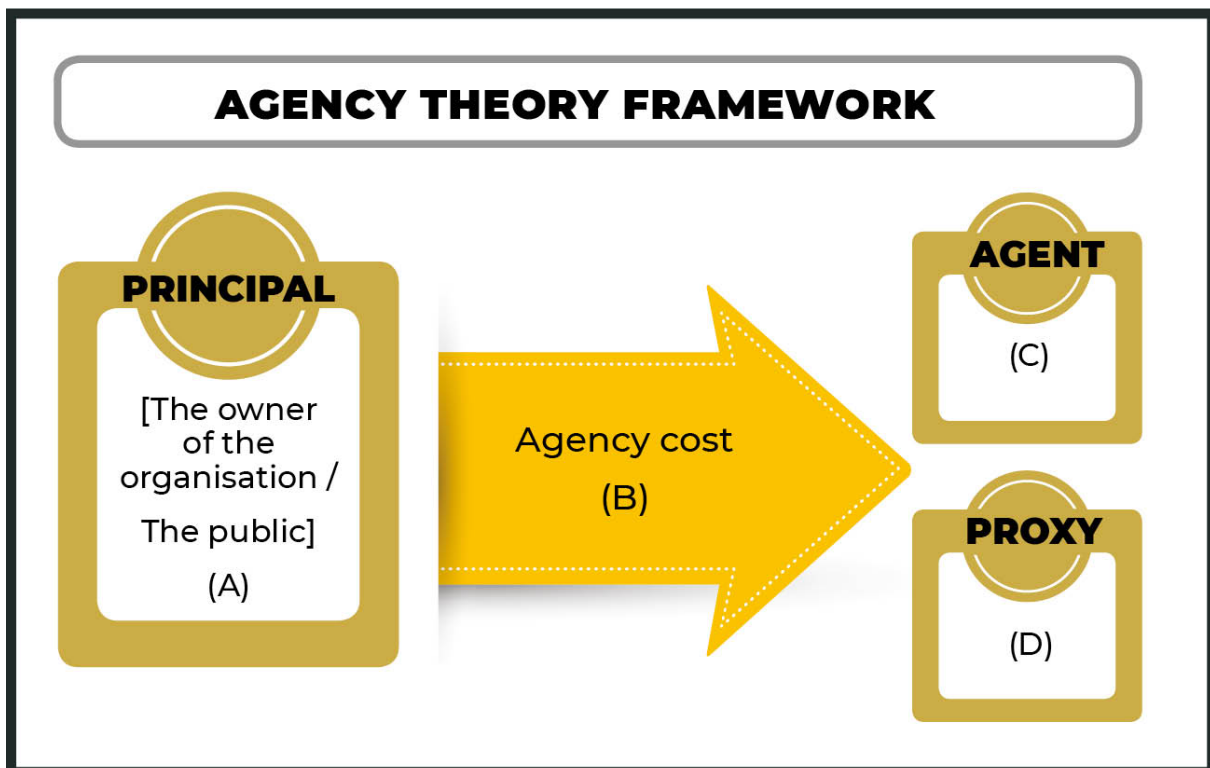 AGENCY THEORY FRAMEWORK
PRINCIPAL
[The owner
of the
organisation /
The public]
(A)
Agency cost
(B)
AGENT
(C)
PROXY
(D)